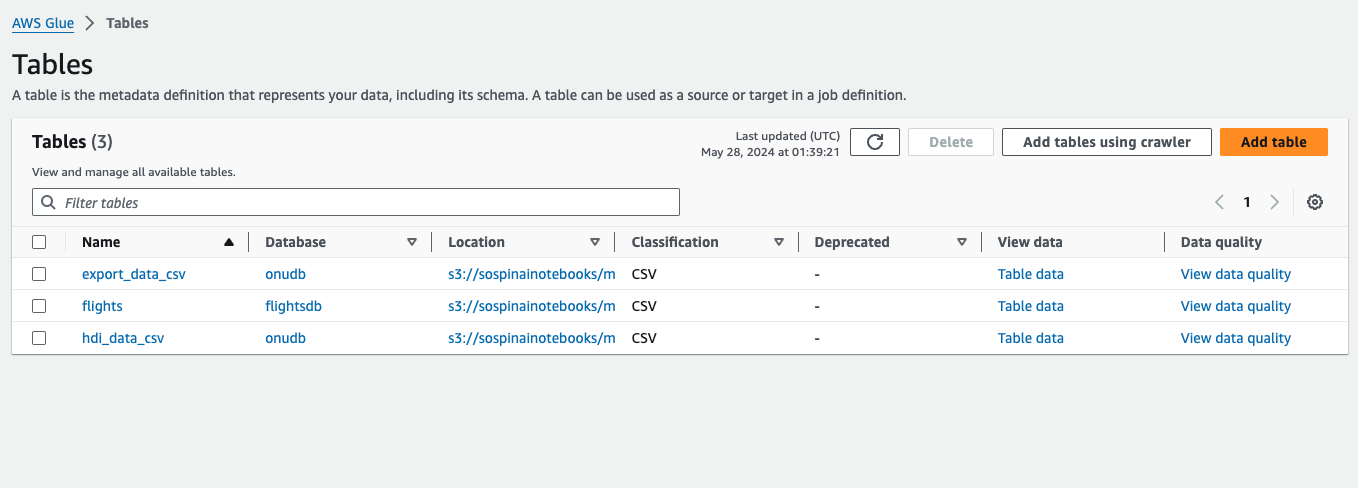 AWS Glue > Tables
Tables
A table is the metadata definition that represents your data, including its schema. A table can be used as a source or target in a job definition.
Tables (3)
Last updated (UTC)
May 28, 2024 at 01:39:21
Delete
Add tables using crawler
Add table
View and manage all available tables.
Filter tables
1
Name Database Location Classification Deprecated View data Data quality
export_data_csv onudb s3://sospinainotebooks/m CSV - Table data View data quality
flights flightsdb s3://sospinainotebooks/m CSV - Table data View data quality
hdi_data_csv onudb s3://sospinainotebooks/m CSV - Table data View data quality